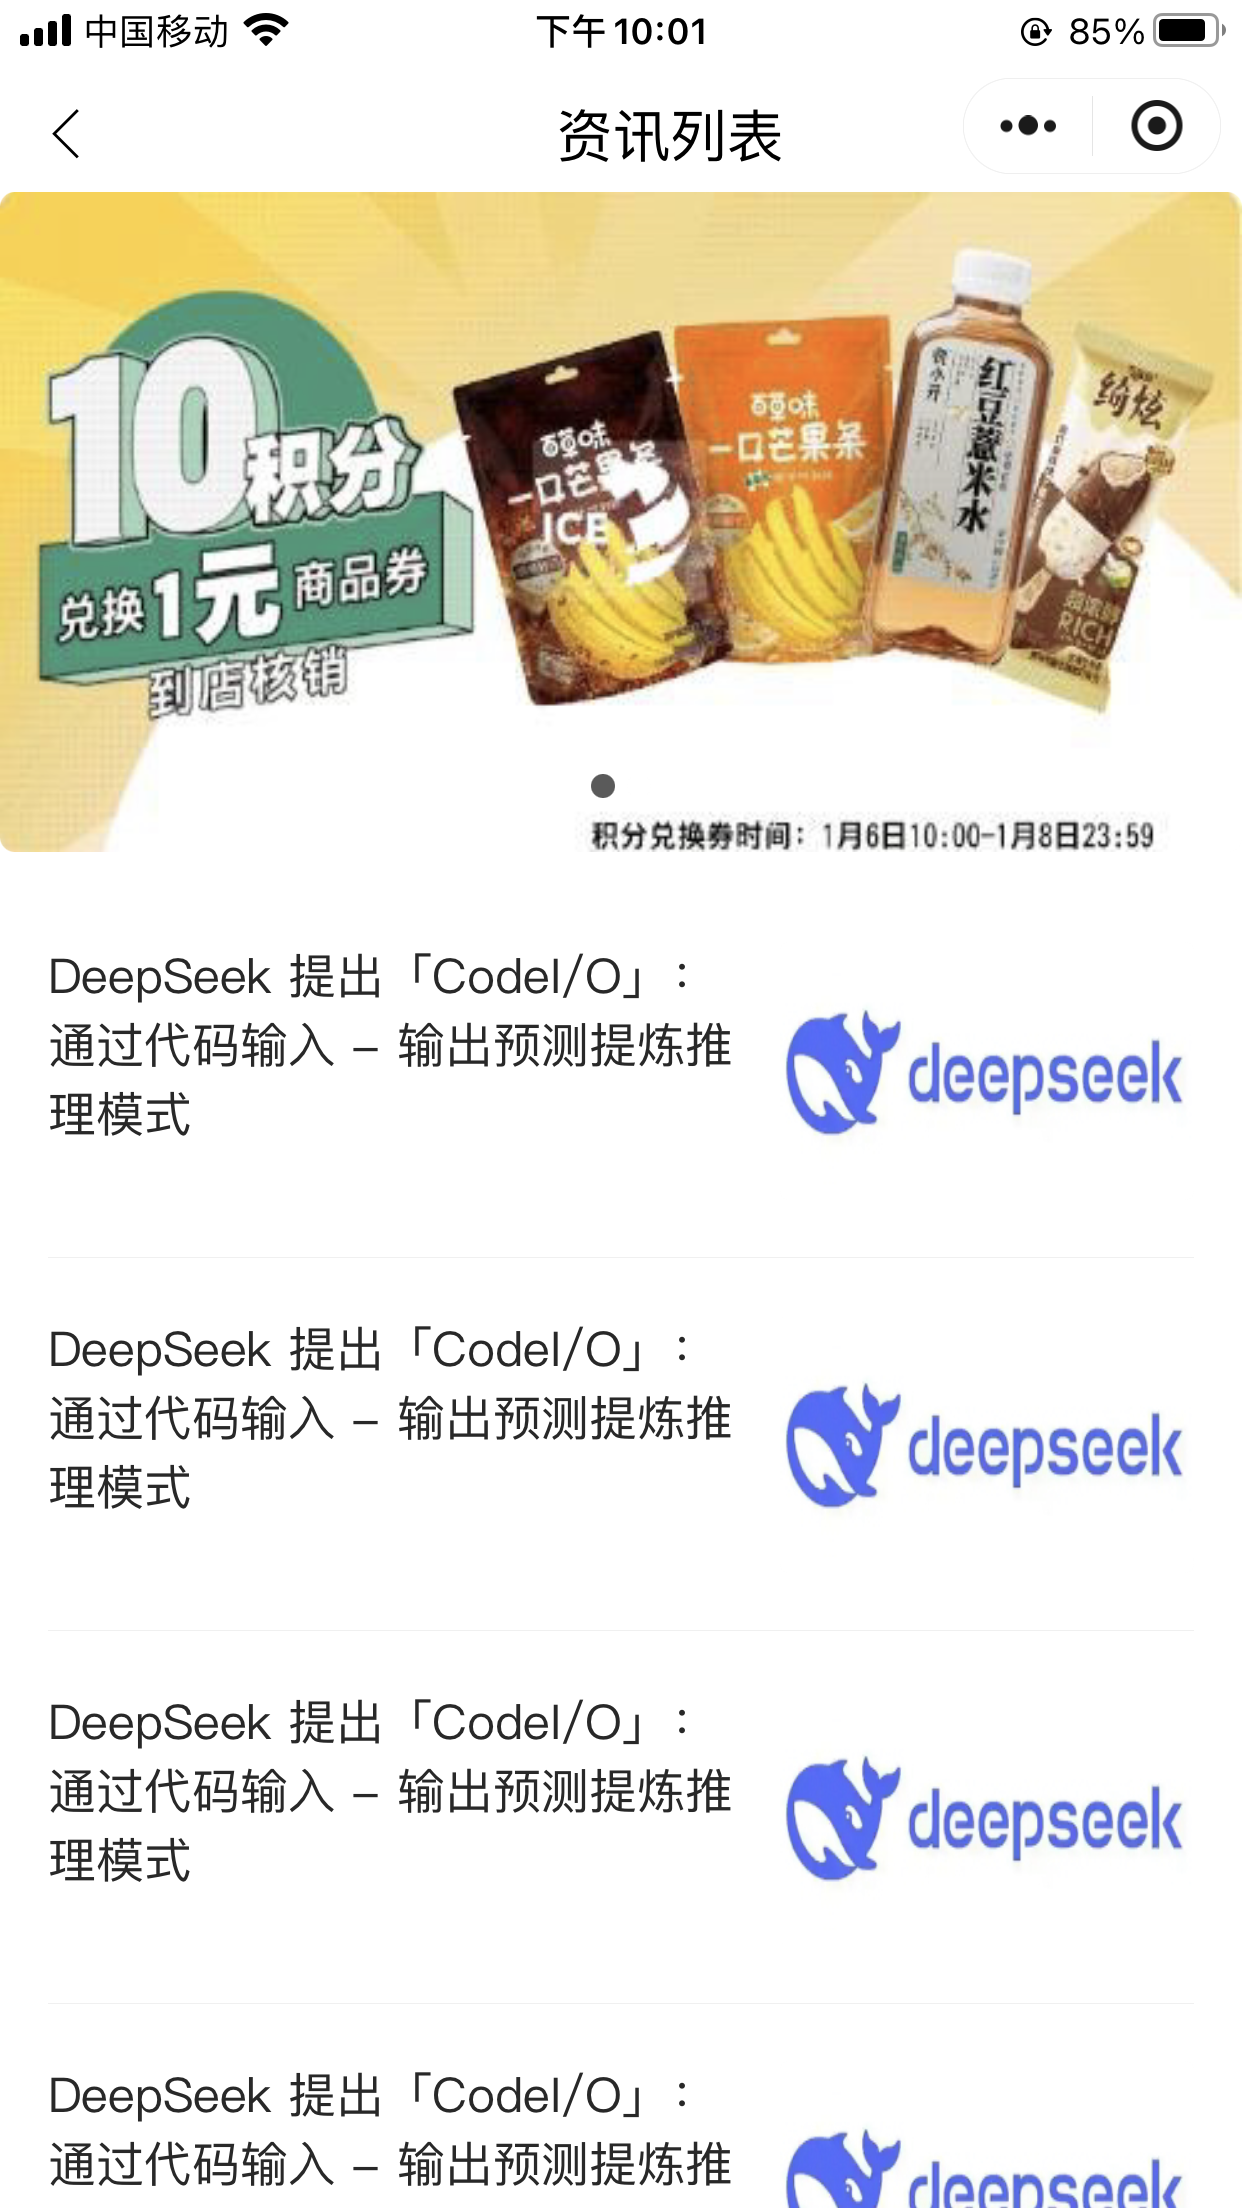 中国移动
下午10:01
85%
资讯列表
10积分
兑换1元商品券
到店核销
百草味
一口芒果条
ICE
百草味
一口芒果条
红豆薏米水
绮炫
RICH
积分兑换券时间：1月6日10:00-1月8日23:59
DeepSeek 提出「CodeI/O」：
通过代码输入 – 输出预测提炼推
理模式
deepseek
DeepSeek 提出「CodeI/O」：
通过代码输入 – 输出预测提炼推
理模式
deepseek
DeepSeek 提出「CodeI/O」：
通过代码输入 – 输出预测提炼推
理模式
deepseek
DeepSeek 提出「CodeI/O」：
通过代码输入 – 输出预测提炼推
deepseek